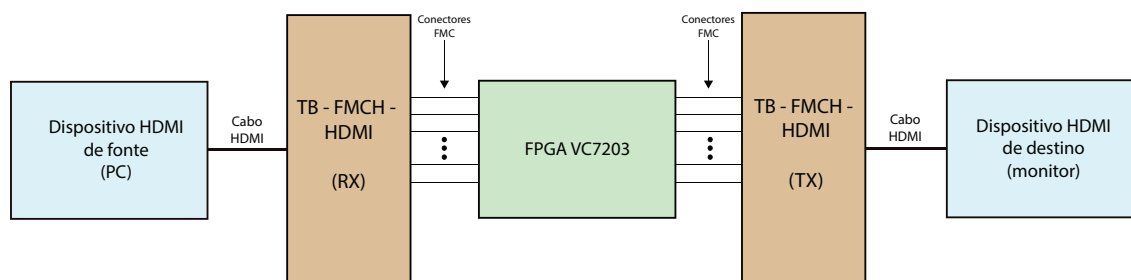 Dispositivo HDMI
de fonte
(PC)
Cabo
HDMI
TB - FMCH -
HDMI
(RX)
Conectores
FMC
FPGA VC7203
Conectores
FMC
TB - FMCH -
HDMI
(TX)
Cabo
HDMI
Dispositivo HDMI
de destino
(monitor)